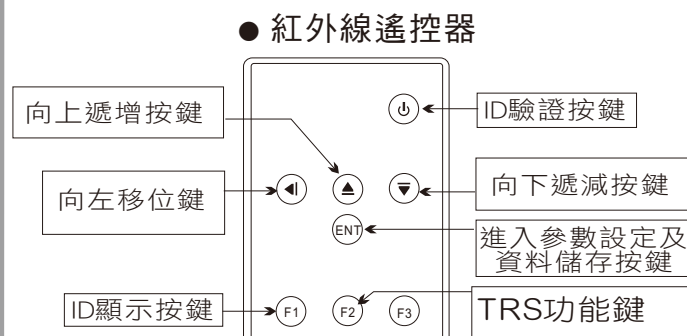 ● 紅外線遙控器
向上遞增按鍵
ID驗證按鍵
向左移位鍵
向下遞減按鍵
ENT
進入參數設定及
資料儲存按鍵
ID顯示按鍵
F1
F2
F3
TRS功能鍵